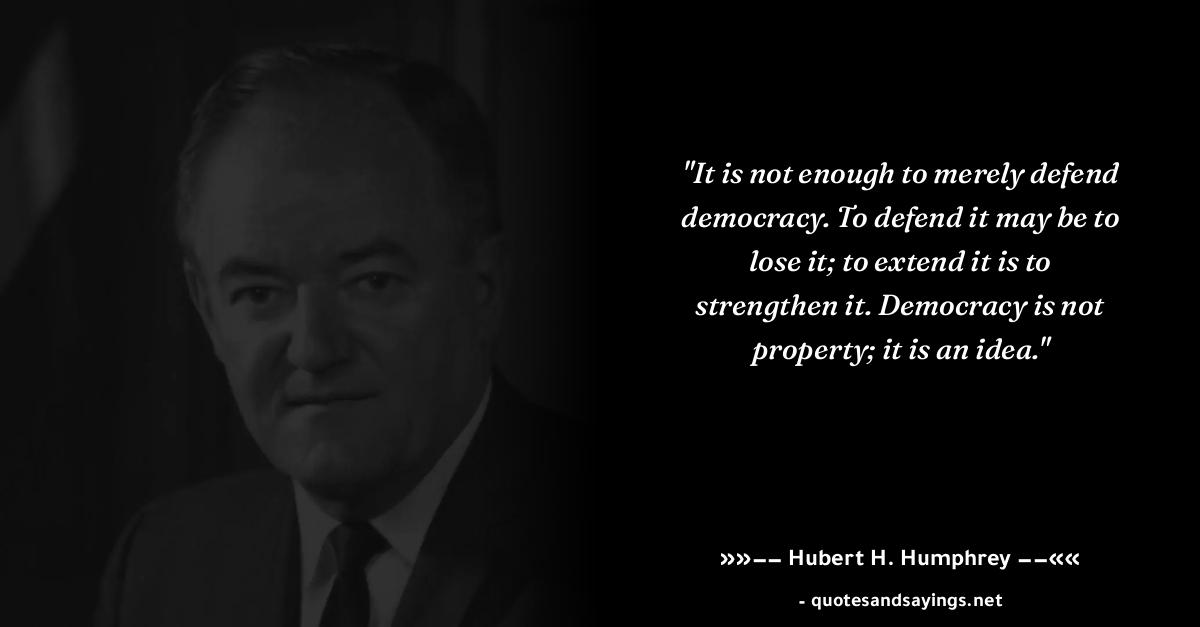 "It is not enough to merely defend
democracy. To defend it may be to
lose it; to extend it is to
strengthen it. Democracy is not
property; it is an idea."
»»-- Hubert H. Humphrey --««
- quotesandsayings.net